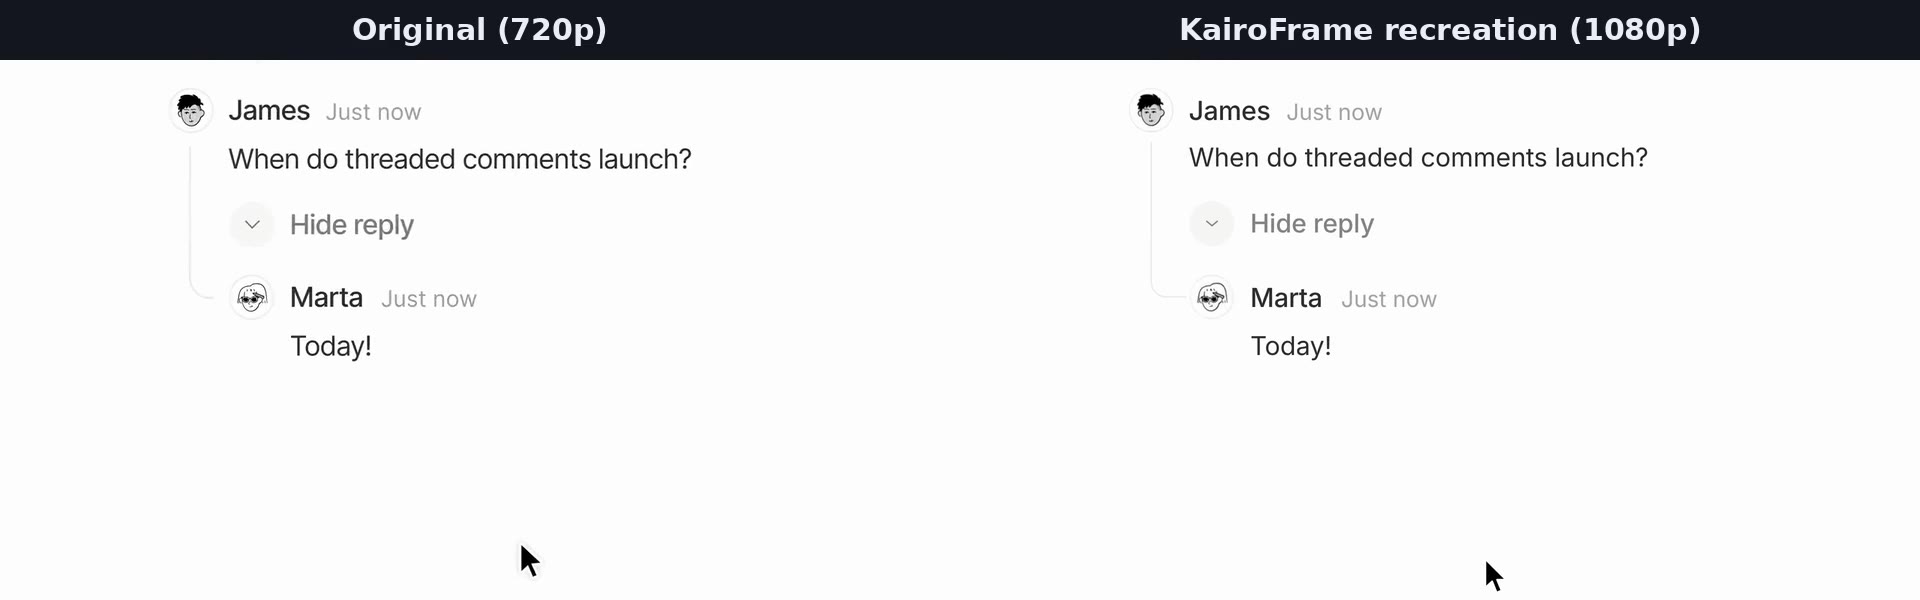 Original (720p)
KairoFrame recreation (1080p)
James Just now
When do threaded comments launch?
Hide reply
Marta Just now
Today!
James Just now
When do threaded comments launch?
Hide reply
Marta Just now
Today!